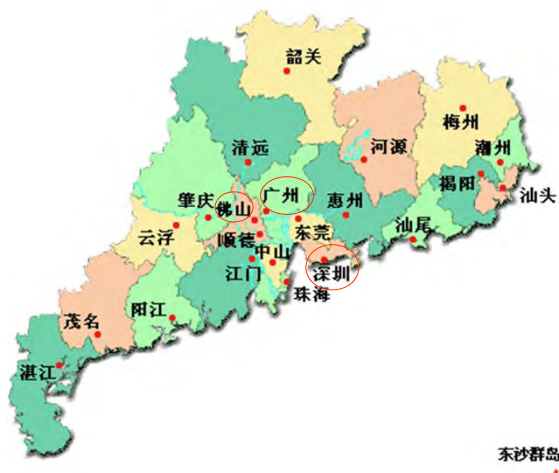 韶关
梅州
河源
潮州
清远
揭阳
汕头
广州
惠州
肇庆
佛山
汕尾
东莞
云浮
顺德
中山
江门
深圳
珠海
阳江
茂名
湛江
东沙群岛